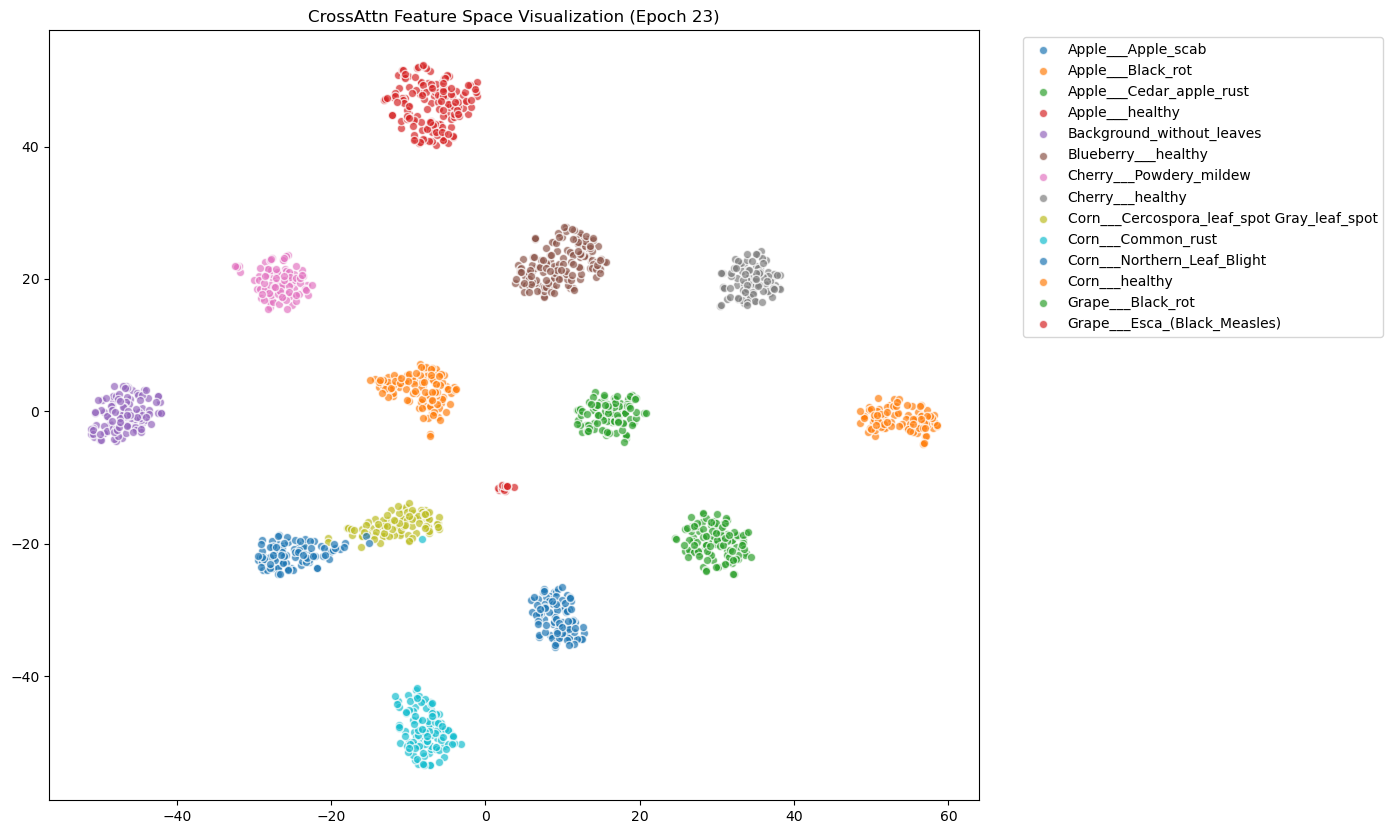 CrossAttn Feature Space Visualization (Epoch 23)
Apple___Apple_scab
Apple___Black_rot
Apple___Cedar_apple_rust
Apple___healthy
Background_without_leaves
Blueberry___healthy
Cherry___Powdery_mildew
Cherry___healthy
Corn___Cercospora_leaf_spot Gray_leaf_spot
Corn___Common_rust
Corn___Northern_Leaf_Blight
Corn___healthy
Grape___Black_rot
Grape___Esca_(Black_Measles)
40
20
0
−20
−40
−40
−20
0
20
40
60